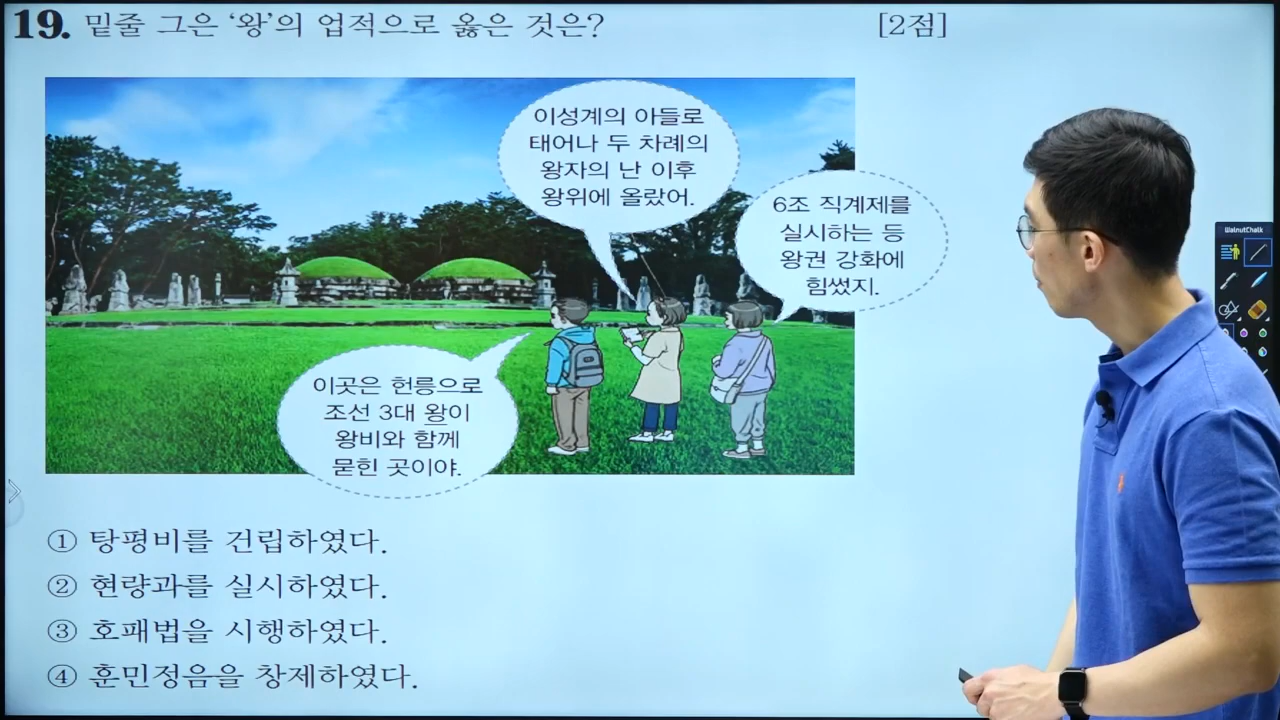 19. 밑줄 그은 ‘왕’의 업적으로 옳은 것은? [2점]
이성계의 아들로
태어나 두 차례의
왕자의 난 이후
왕위에 올랐어.
6조 직계제를
실시하는 등
왕권 강화에
힘썼지.
이곳은 헌릉으로
조선 3대 왕이
왕비와 함께
묻힌 곳이야.
① 탕평비를 건립하였다.
② 현량과를 실시하였다.
③ 호패법을 시행하였다.
④ 훈민정음을 창제하였다.
WalnutChalk